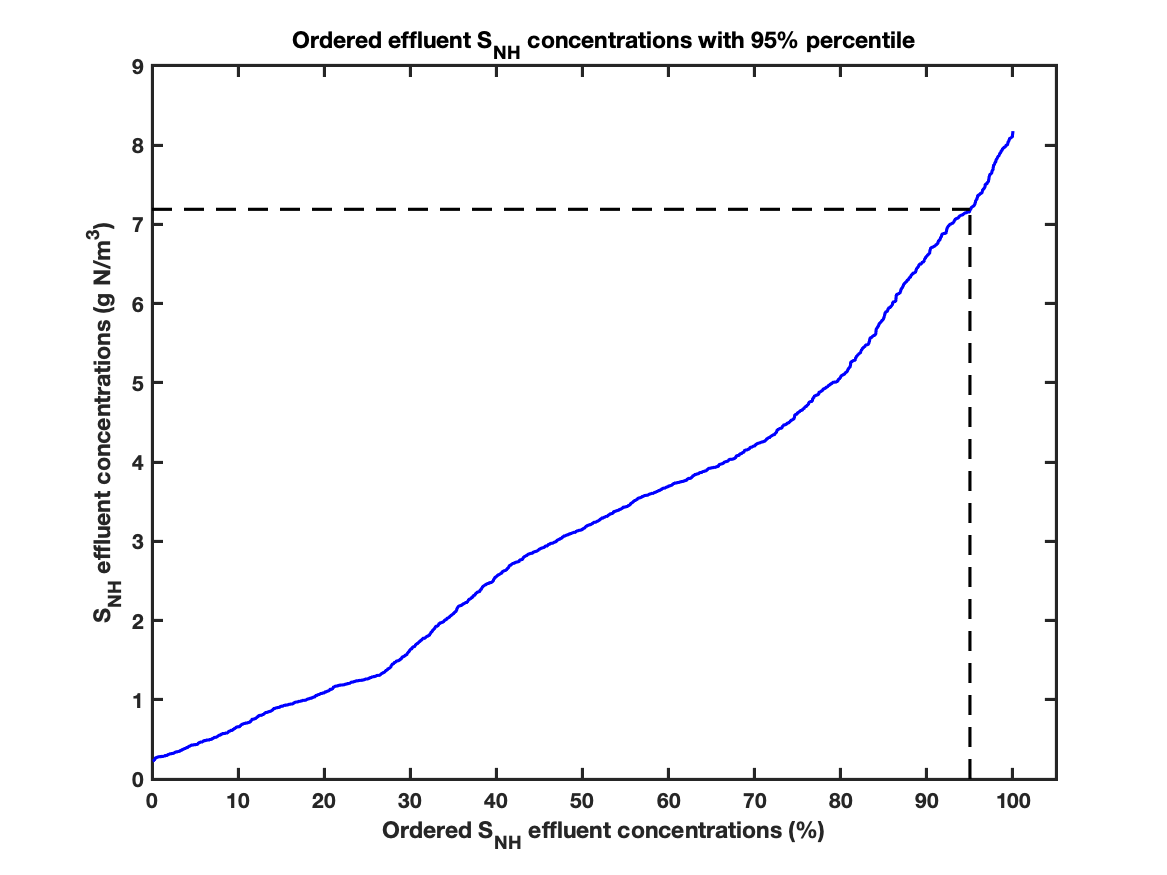 Ordered effluent S_NH concentrations with 95% percentile
9
8
7
6
5
4
3
2
1
0
S_NH effluent concentrations (g N/m³)
0 10 20 30 40 50 60 70 80 90 100
Ordered S_NH effluent concentrations (%)